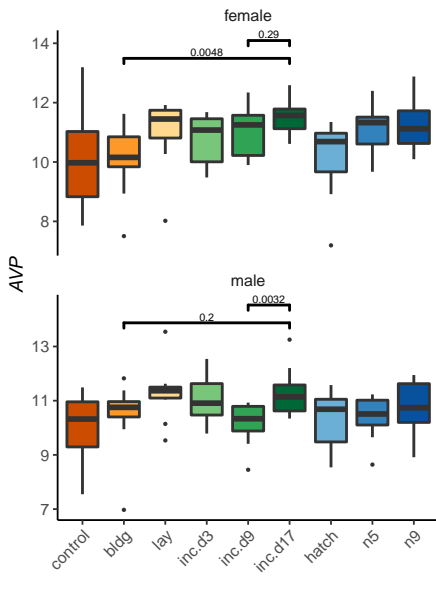 female
14
0.29
0.0048
12
10
8
AVP
male
0.0032
0.2
13
11
9
7
control
bldg
lay
inc.d3
inc.d9
inc.d17
hatch
n5
n9